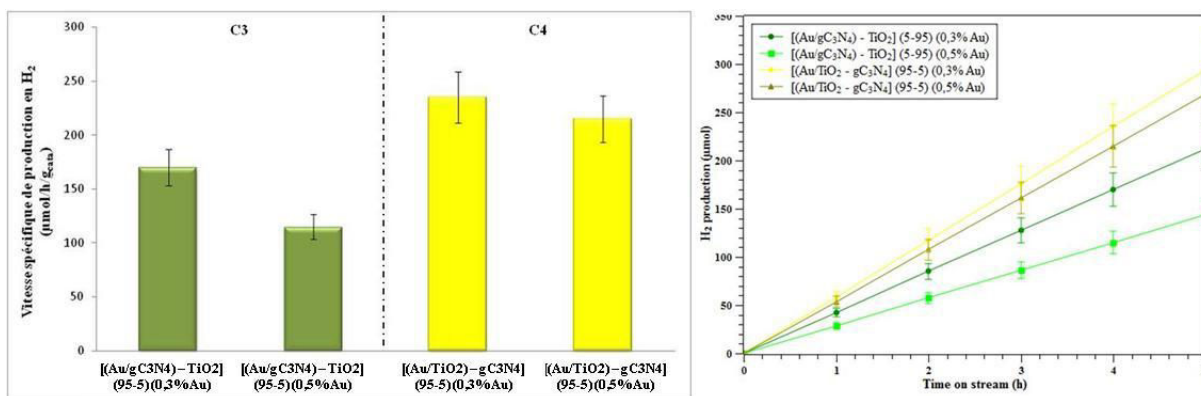 C3
C4
Vitesse spécifique de production en H2
(µmol/h/gcata)
300
250
200
150
100
50
0
[(Au/gC3N4)–TiO2]
(95-5)(0,3%Au)
[(Au/gC3N4)–TiO2]
(95-5)(0,5%Au)
[(Au/TiO2)–gC3N4]
(95-5)(0,3%Au)
[(Au/TiO2)–gC3N4]
(95-5)(0,5%Au)
[(Au/gC3N4) - TiO2] (5-95) (0,3% Au)
[(Au/gC3N4) - TiO2] (5-95) (0,5% Au)
[(Au/TiO2 - gC3N4] (95-5) (0,3% Au)
[(Au/TiO2 - gC3N4] (95-5) (0,5% Au)
H2 production (µmol)
350
300
250
200
150
100
50
0
0 1 2 3 4
Time on stream (h)